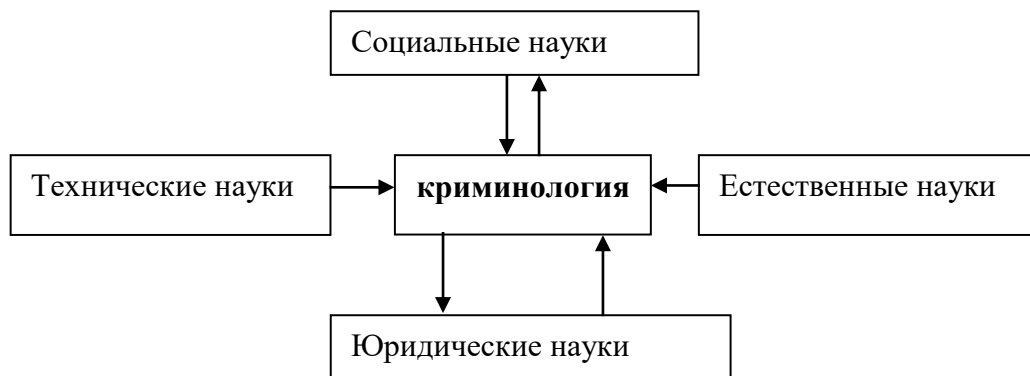 Социальные науки
Технические науки
криминология
Естественные науки
Юридические науки